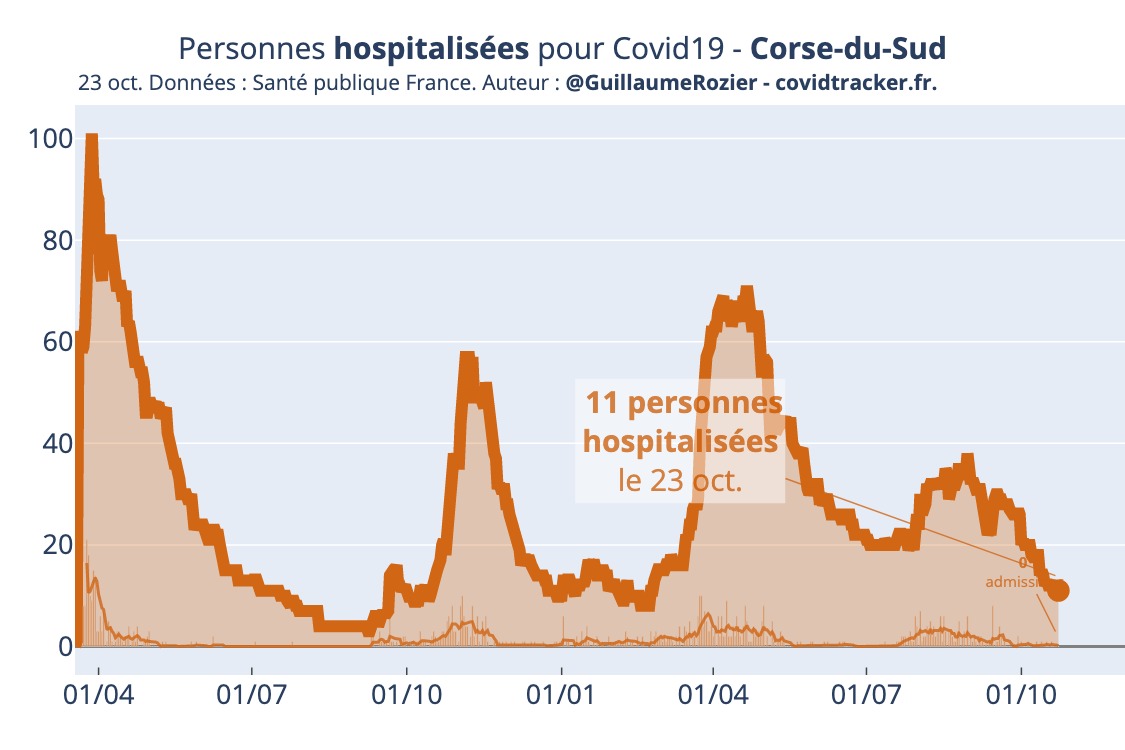 Personnes hospitalisées pour Covid19 - Corse-du-Sud
23 oct. Données : Santé publique France. Auteur : @GuillaumeRozier - covidtracker.fr.
100
80
60
40
20
0
11 personnes
hospitalisées
le 23 oct.
0
01/04
01/07
01/10
01/01
01/04
01/07
01/10